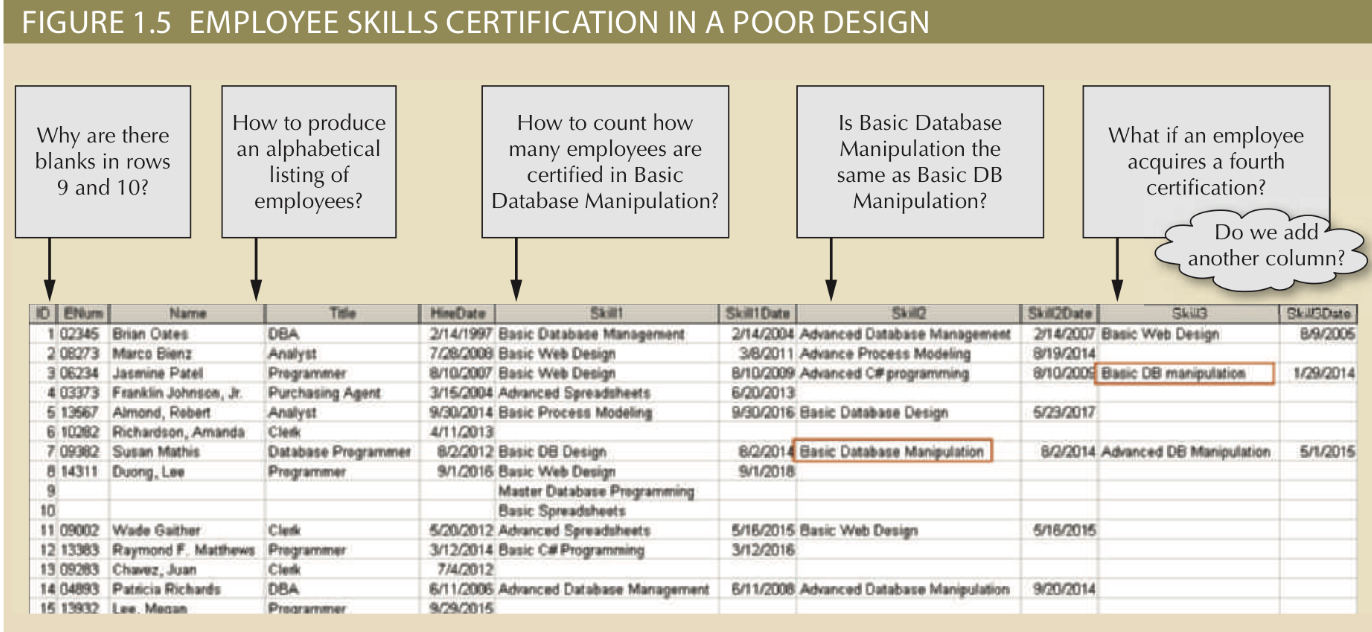 FIGURE 1.5 EMPLOYEE SKILLS CERTIFICATION IN A POOR DESIGN
Why are there
blanks in rows
9 and 10?
How to produce
an alphabetical
listing of
employees?
How to count how
many employees are
certified in Basic
Database Manipulation?
Is Basic Database
Manipulation the
same as Basic DB
Manipulation?
What if an employee
acquires a fourth
certification?
Do we add
another column?
ID ENum Name Title HireDate Skill1 Skill1Date Skill2 Skill2Date Skill3 Skill3Date
1 02345 Brian Oates DBA 2/14/1997 Basic Database Management 2/14/2004 Advanced Database Management 2/14/2007 Basic Web Design 8/9/2005
2 08273 Marco Bienz Analyst 7/28/2008 Basic Web Design 3/8/2011 Advance Process Modeling 8/19/2014
3 06234 Jasmine Patel Programmer 8/10/2007 Basic Web Design 8/10/2009 Advanced C# programming 8/10/2009 Basic DB manipulation 1/29/2014
4 03373 Franklin Johnson, Jr. Purchasing Agent 3/15/2004 Advanced Spreadsheets 6/20/2013
5 13567 Almond, Robert Analyst 9/30/2014 Basic Process Modeling 9/30/2016 Basic Database Design 5/23/2017
6 10282 Richardson, Amanda Clerk 4/11/2013
7 09382 Susan Mathis Database Programmer 8/2/2012 Basic DB Design 8/2/2014 Basic Database Manipulation 8/2/2014 Advanced DB Manipulation 5/1/2015
8 14311 Duong, Lee Programmer 9/1/2016 Basic Web Design 9/1/2018
9 Master Database Programming
10 Basic Spreadsheets
11 09002 Wade Gaither Clerk 5/20/2012 Advanced Spreadsheets 5/16/2015 Basic Web Design 5/16/2015
12 13383 Raymond F. Matthews Programmer 3/12/2014 Basic C# Programming 3/12/2016
13 09283 Chavez, Juan Clerk 7/4/2012
14 04893 Patricia Richards DBA 6/11/2006 Advanced Database Management 6/11/2008 Advanced Database Manipulation 9/20/2014
15 13932 Lee, Megan Programmer 9/29/2015